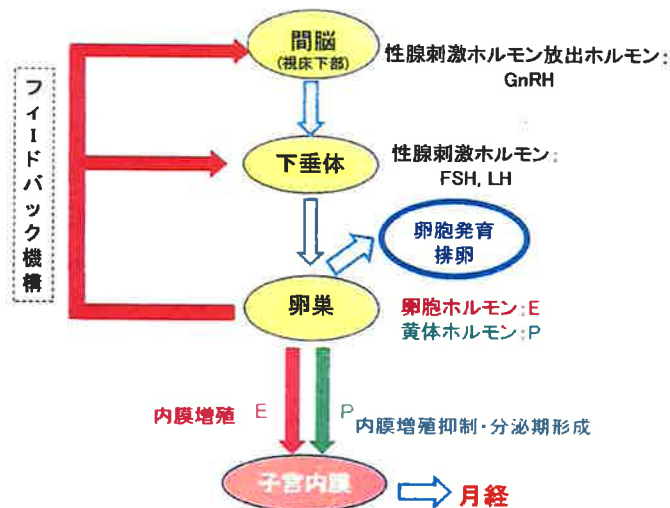 間脳
(視床下部)
性腺刺激ホルモン放出ホルモン:
GnRH
フィードバック機構
下垂体
性腺刺激ホルモン:
FSH, LH
卵胞発育
排卵
卵巣
卵胞ホルモン:E
黄体ホルモン:P
内膜増殖 E
P 内膜増殖抑制・分泌期形成
子宮内膜
月経